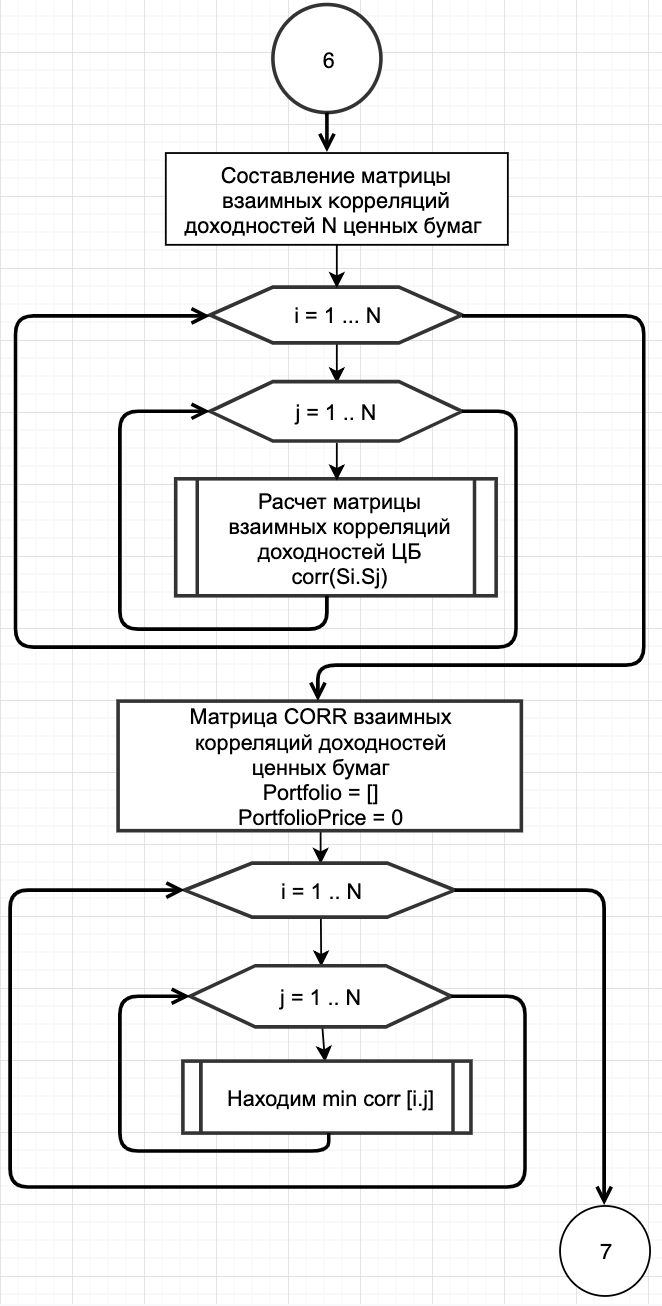 6
Составление матрицы
взаимных корреляций
доходностей N ценных бумаг
i = 1 ... N
j = 1 .. N
Расчет матрицы
взаимных корреляций
доходностей ЦБ
corr(Si.Sj)
Матрица CORR взаимных
корреляций доходностей
ценных бумаг
Portfolio = []
PortfolioPrice = 0
i = 1 .. N
j = 1 .. N
Находим min corr [i.j]
7